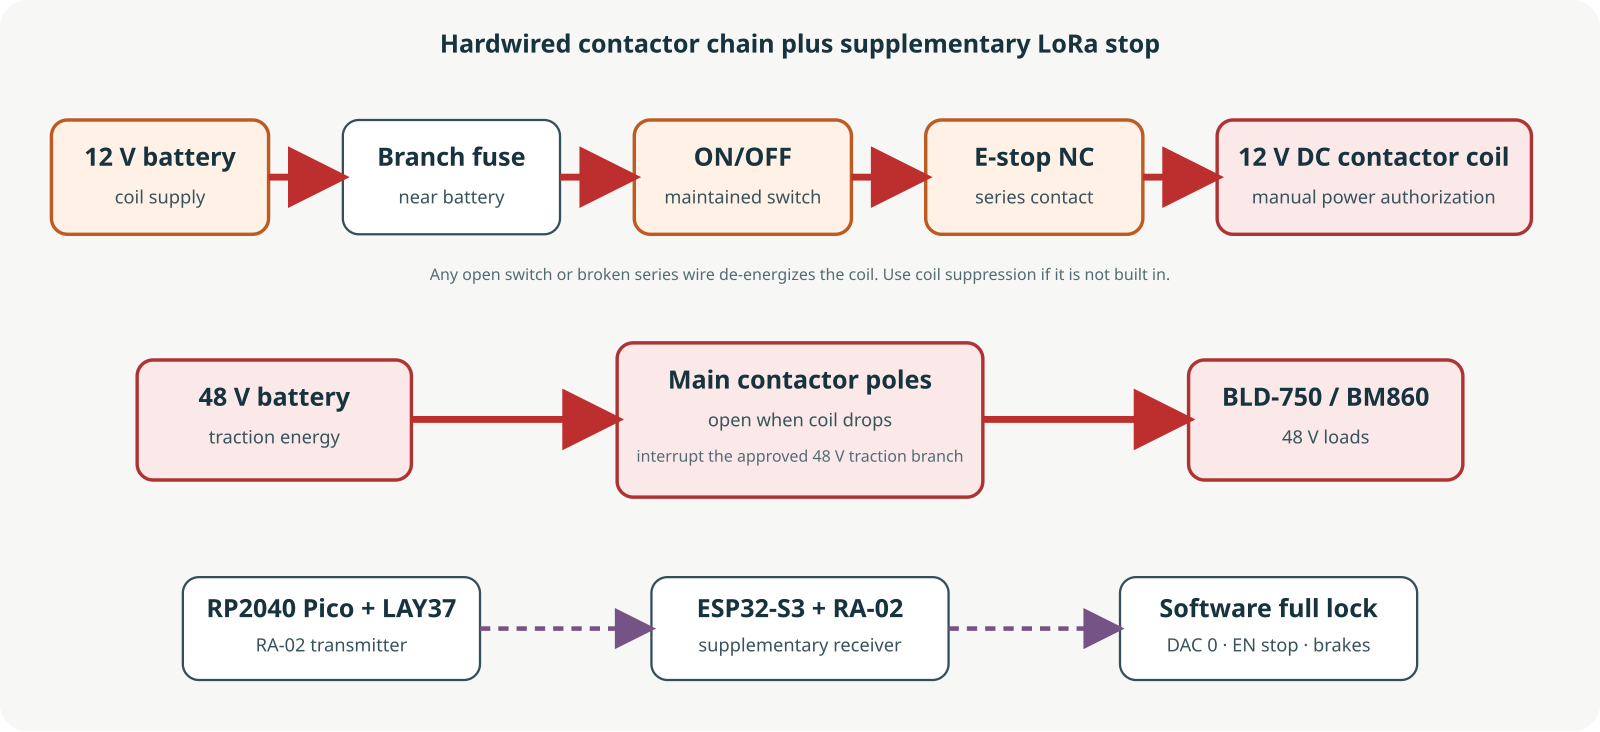 Hardwired contactor chain plus supplementary LoRa stop
12 V battery
coil supply
Branch fuse
near battery
ON/OFF
maintained switch
E-stop NC
series contact
12 V DC contactor coil
manual power authorization
Any open switch or broken series wire de-energizes the coil. Use coil suppression if it is not built in.
48 V battery
traction energy
Main contactor poles
open when coil drops
interrupt the approved 48 V traction branch
BLD-750 / BM860
48 V loads
RP2040 Pico + LAY37
RA-02 transmitter
ESP32-S3 + RA-02
supplementary receiver
Software full lock
DAC 0 · EN stop · brakes